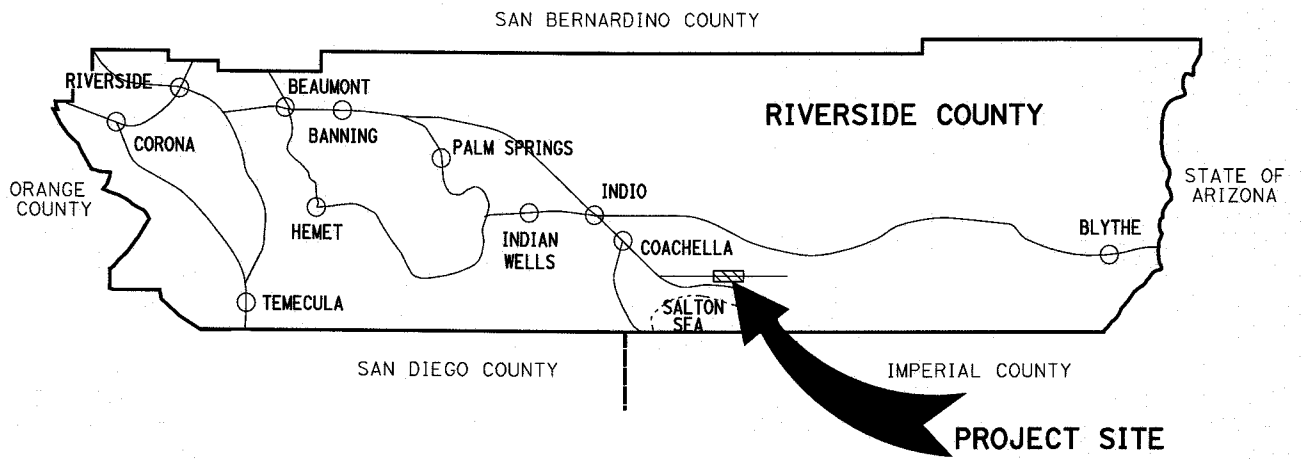 SAN BERNARDINO COUNTY
RIVERSIDE
BEAUMONT
RIVERSIDE COUNTY
BANNING
CORONA
PALM SPRINGS
ORANGE
COUNTY
STATE OF
ARIZONA
INDIO
HEMET
INDIAN
WELLS
COACHELLA
BLYTHE
TEMECULA
SALTON
SEA
SAN DIEGO COUNTY
IMPERIAL COUNTY
PROJECT SITE